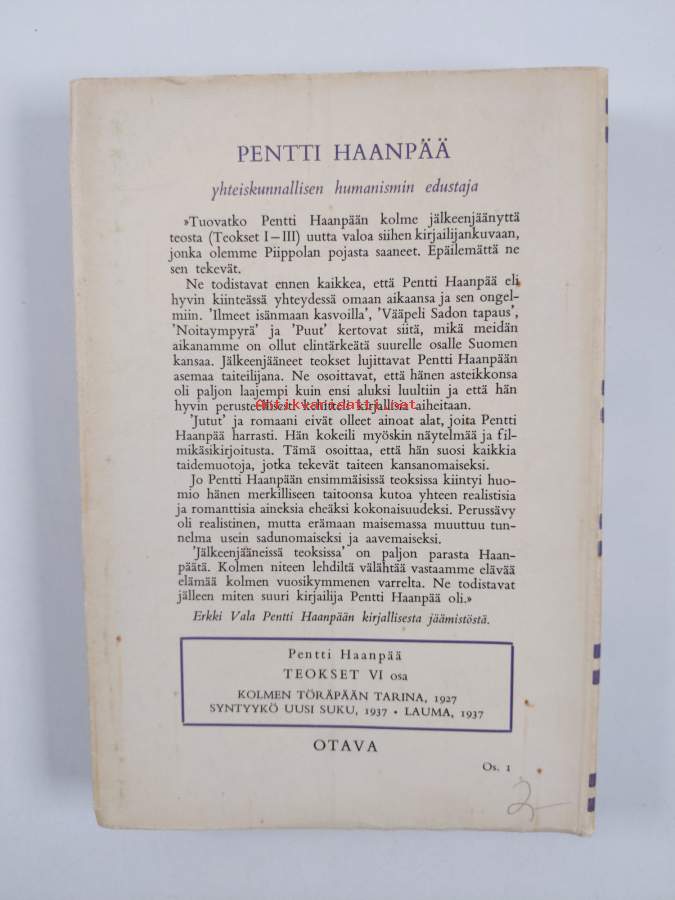 PENTTI HAANPÄÄ
yhteiskunnallisen humanismin edustaja
»Tuovatko Pentti Haanpään kolme jälkeenjäänyttä
teosta (Teokset I–III) uutta valoa siihen kirjailijankuvaan,
jonka olemme Piippolan pojasta saaneet. Epäilemättä ne
sen tekevät.
Ne todistavat ennen kaikkea, että Pentti Haanpää eli
hyvin kiinteässä yhteydessä omaan aikaansa ja sen ongel-
miin. 'Ilmeet isänmaan kasvoilla', 'Vääpeli Sadon tapaus',
'Noitaympyrä' ja 'Puut' kertovat siitä, mikä meidän
aikanamme on ollut elintärkeätä suurelle osalle Suomen
kansaa. Jälkeenjääneet teokset lujittavat Pentti Haanpään
asemaa taiteilijana. Ne osoittavat, että hänen asteikkonsa
oli paljon laajempi kuin ensi aluksi luultiin ja että hän
hyvin perusteellisesti kirjallisia aiheitaan.
Antikvariaatti.net
'Jutut' ja romaani eivät olleet ainoat alat, joita Pentti
Haanpää harrasti. Hän kokeili myöskin näytelmää ja fil-
mikäsikirjoitusta. Tämä osoittaa, että hän suosi kaikkia
taidemuotoja, jotka tekevät taiteen kansanomaiseksi.
Jo Pentti Haanpään ensimmäisissä teoksissa kiintyi huo-
mio hänen merkilliseen taitoonsa kutoa yhteen realistisia
ja romanttisia aineksia eheäksi kokonaisuudeksi. Perussävy
oli realistinen, mutta erämaan maisemassa muuttuu tun-
nelma usein sadunomaiseksi ja aavemaiseksi.
'Jälkeenjääneissä teoksissa' on paljon parasta Haan-
päätä. Kolmen niteen lehdiltä välähtää vastaamme elävää
elämää kolmen vuosikymmenen varrelta. Ne todistavat
jälleen miten suuri kirjailija Pentti Haanpää oli.»
Erkki Vala Pentti Haanpään kirjallisesta jäämistöstä.
Pentti Haanpää
TEOKSET VI osa
KOLMEN TÖRÄPÄÄN TARINA, 1927
SYNTYYKÖ UUSI SUKU, 1937 • LAUMA, 1937
OTAVA
Os. 1
2